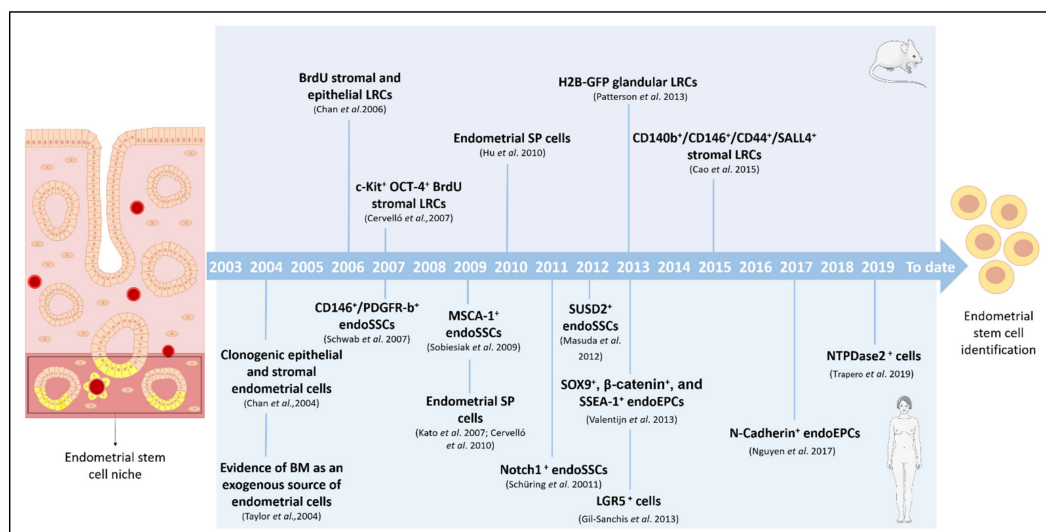 BrdU stromal and
epithelial LRCs
(Chan et al.2006)
c-Kit⁺ OCT-4⁺ BrdU
stromal LRCs
(Cervelló et al.,2007)
Endometrial SP cells
(Hu et al. 2010)
H2B-GFP glandular LRCs
(Patterson et al. 2013)
CD140b⁺/CD146⁺/CD44⁺/SALL4⁺
stromal LRCs
(Cao et al. 2015)
2003 2004 2005 2006 2007 2008 2009 2010 2011 2012 2013 2014 2015 2016 2017 2018 2019 To date
Clonogenic epithelial
and stromal
endometrial cells
(Chan et al.,2004)
Evidence of BM as an
exogenous source of
endometrial cells
(Taylor et al.,2004)
CD146⁺/PDGFR-b⁺
endoSSCs
(Schwab et al. 2007)
MSCA-1⁺
endoSSCs
(Sobiesiak et al. 2009)
Endometrial SP
cells
(Kato et al. 2007; Cervelló
et al. 2010)
Notch1 ⁺ endoSSCs
(Schüring et al. 20011)
SUSD2⁺
endoSSCs
(Masuda et al.
2012)
SOX9⁺, β-catenin⁺, and
SSEA-1⁺ endoEPCs
(Valentijn et al. 2013)
LGR5 ⁺ cells
(Gil-Sanchis et al. 2013)
N-Cadherin⁺ endoEPCs
(Nguyen et al. 2017)
NTPDase2 ⁺ cells
(Trapero et al. 2019)
Endometrial stem
cell niche
Endometrial
stem cell
identification